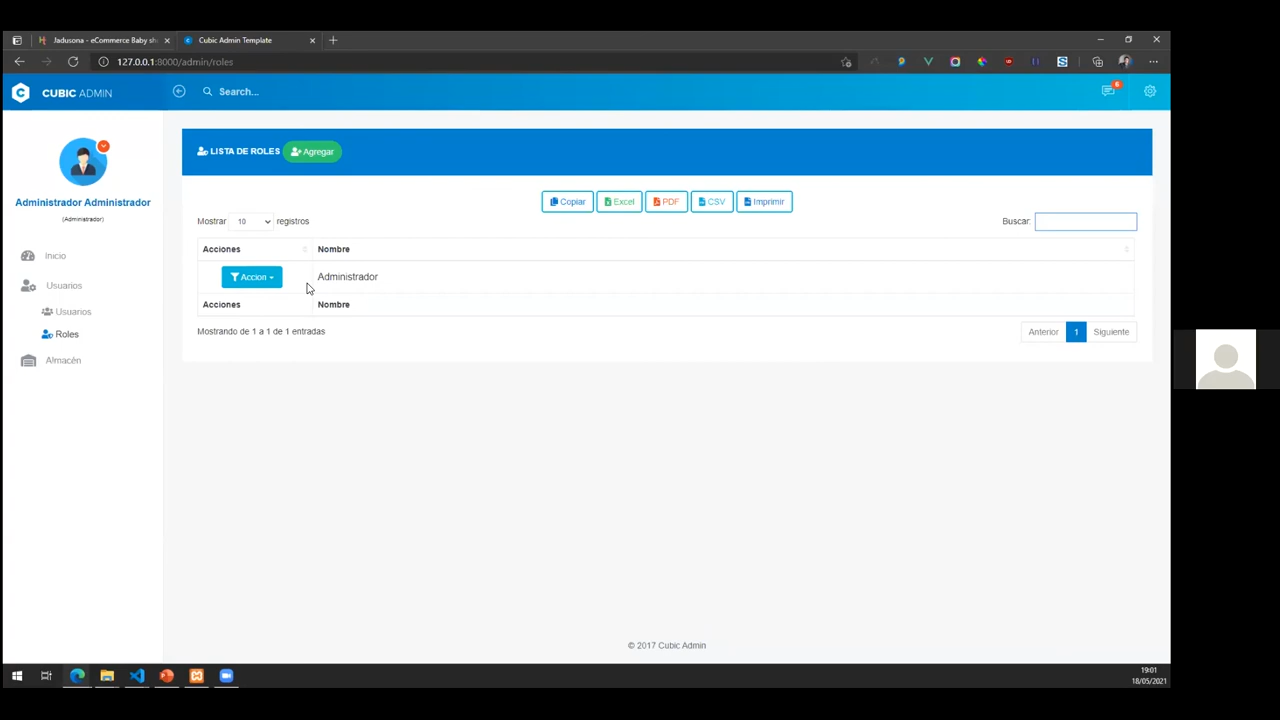 Jadusona - eCommerce Baby sh
Cubic Admin Template
127.0.0.1:8000/admin/roles
CUBIC ADMIN
Search...
6
Administrador Administrador
(Administrador)
Inicio
Usuarios
Usuarios
Roles
Almacén
LISTA DE ROLES
Agregar
Copiar
Excel
PDF
CSV
Imprimir
Mostrar 10 registros
Buscar:
Acciones Nombre
Accion Administrador
Acciones Nombre
Mostrando de 1 a 1 de 1 entradas
Anterior 1 Siguiente
© 2017 Cubic Admin
19:01
18/05/2021